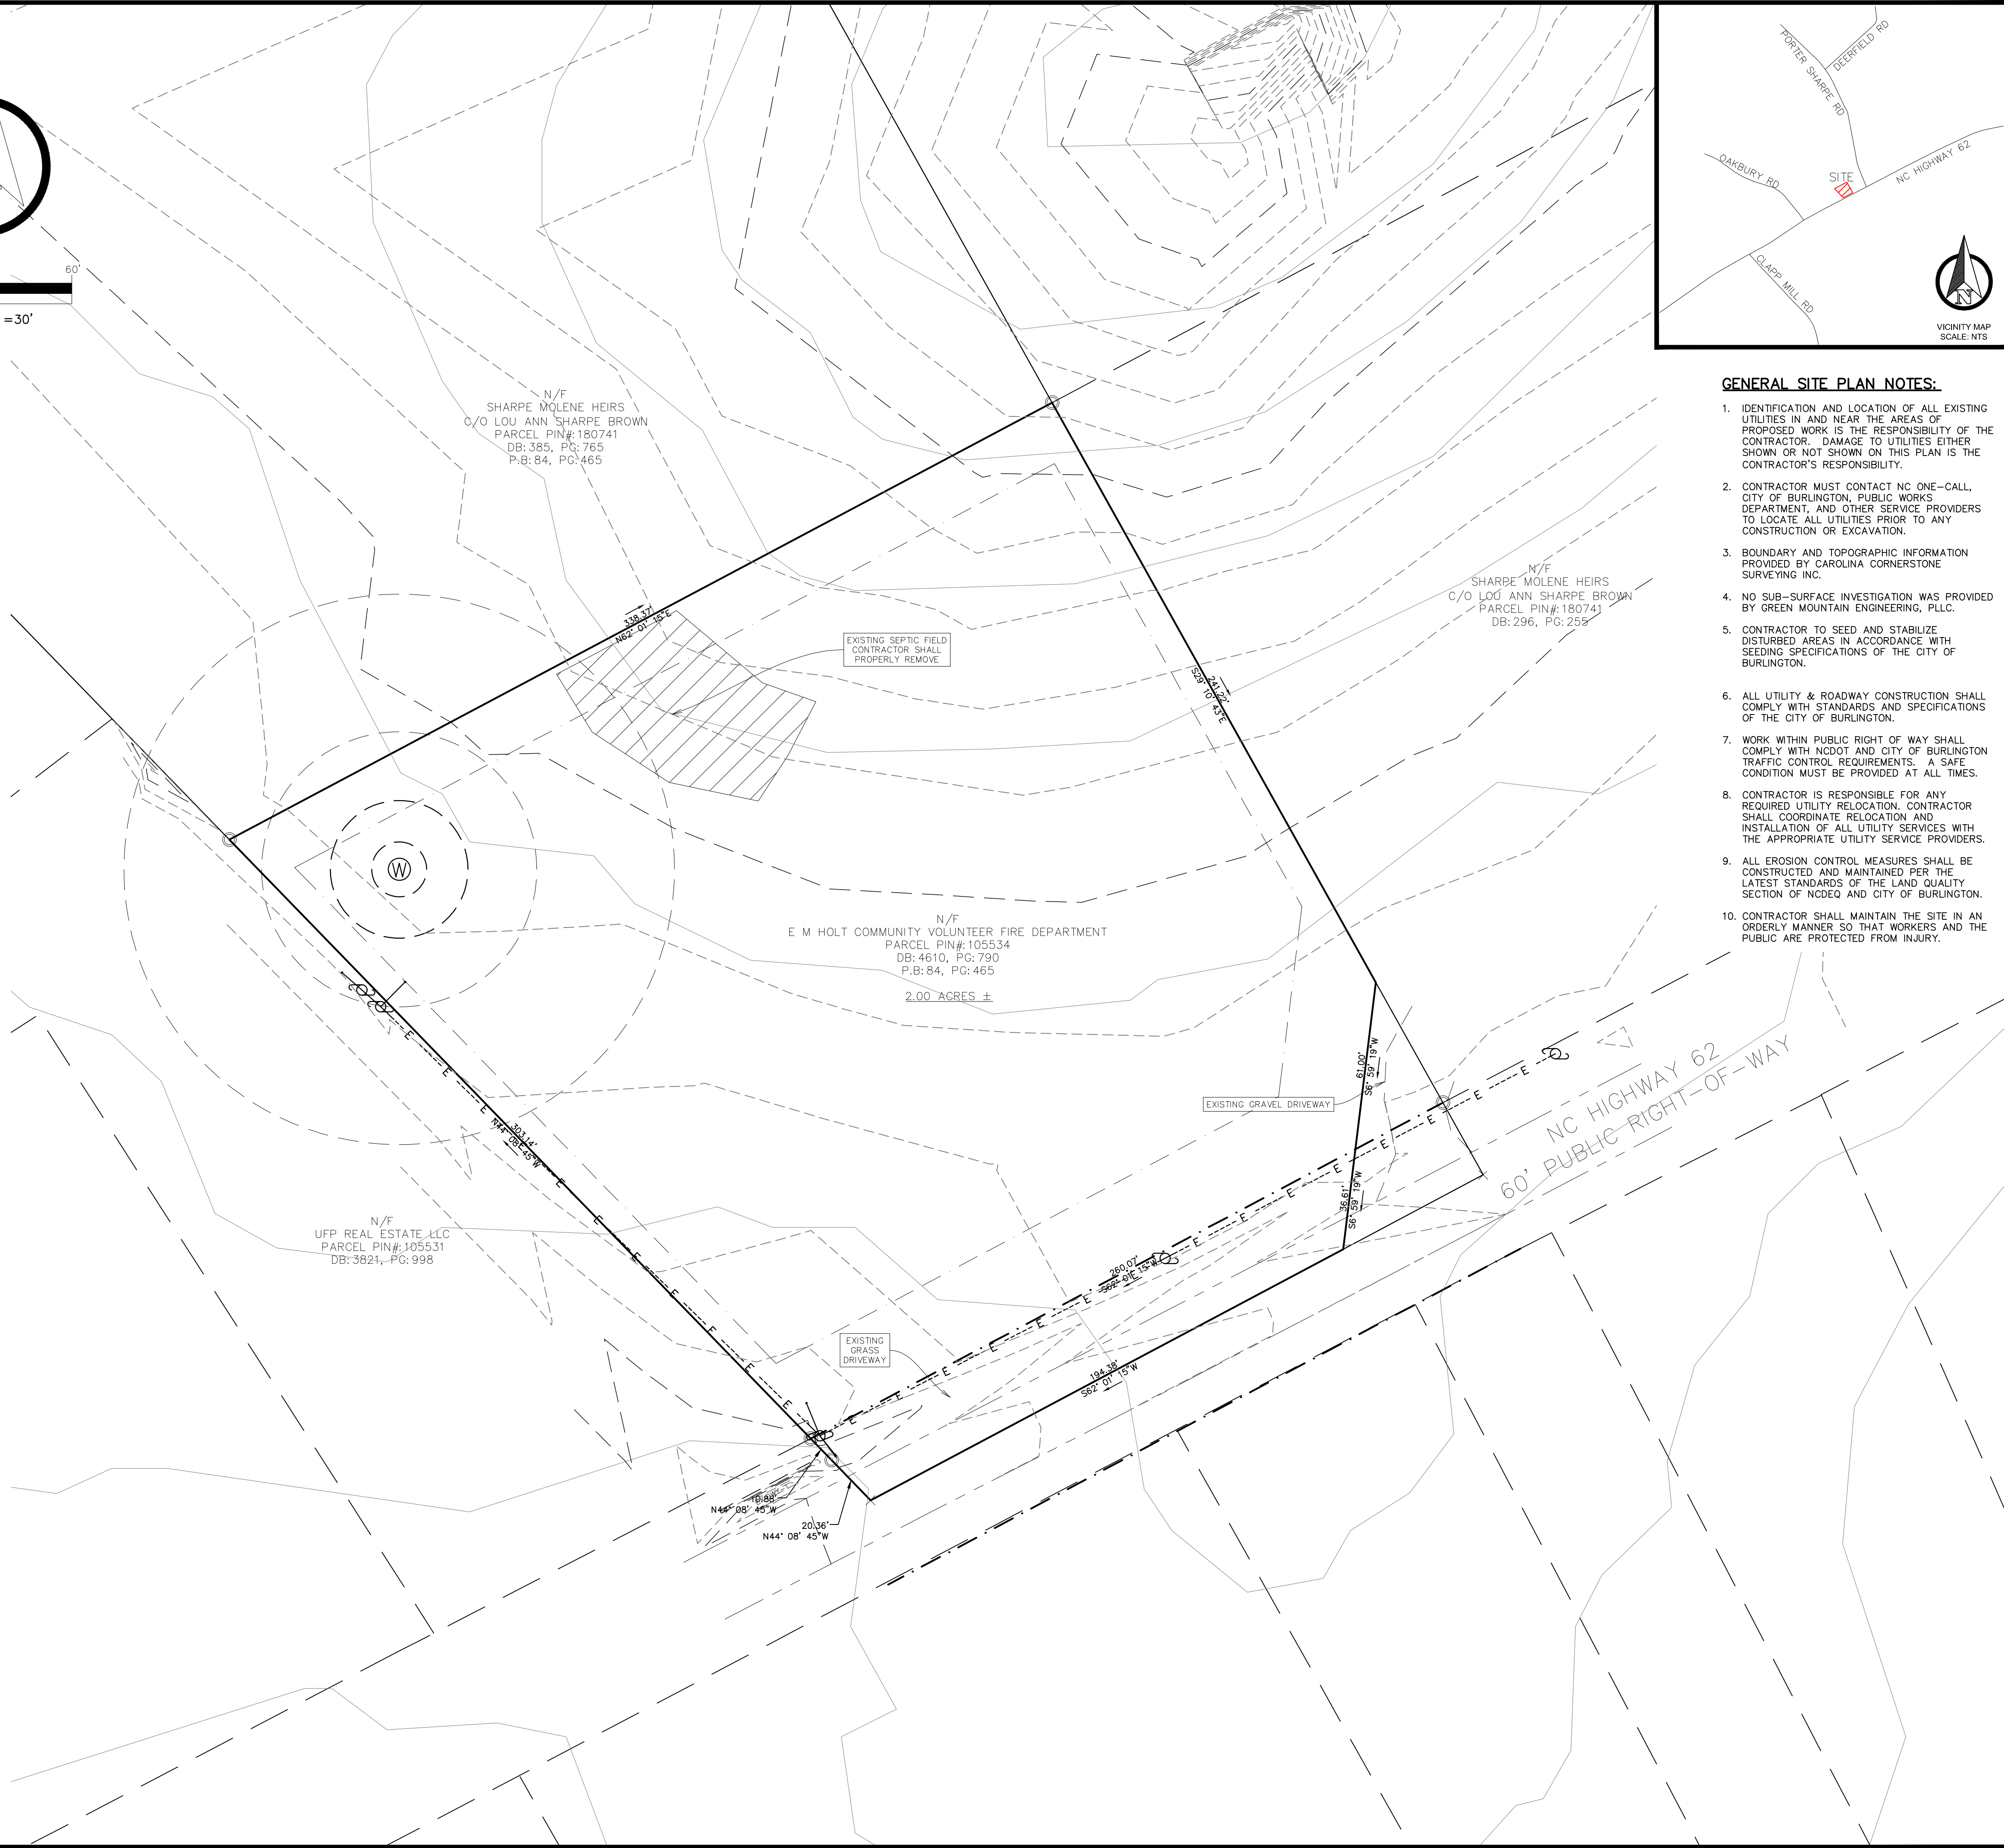 60'
=30'
N/F
SHARPE MOLENE HEIRS
C/O LOU ANN SHARPE BROWN
PARCEL PIN#:180741
DB:385, PG:765
P.B:84, PG:465
338.37'
N62° 01' 15"E
EXISTING SEPTIC FIELD
CONTRACTOR SHALL
PROPERLY REMOVE
241.22'
S29° 10' 43"E
N/F
SHARPE MOLENE HEIRS
C/O LOU ANN SHARPE BROWN
PARCEL PIN#:180741
DB:296, PG:255
W
N/F
E M HOLT COMMUNITY VOLUNTEER FIRE DEPARTMENT
PARCEL PIN#:105534
DB:4610, PG:790
P.B:84, PG:465
2.00 ACRES ±
61.00'
S6° 59' 19"W
EXISTING GRAVEL DRIVEWAY
36.61'
S6° 59' 19"W
NC HIGHWAY 62
60' PUBLIC RIGHT-OF-WAY
303.14'
N44° 08' 45"W
N/F
UFP REAL ESTATE LLC
PARCEL PIN#:105531
DB:3821, PG:998
E E E E E E E E E E
E E E E E E E E E E E E E E E
260.07'
S62° 01' 15"W
EXISTING
GRASS
DRIVEWAY
194.38'
S62° 01' 15"W
10.88'
N44° 08' 45"W
20.36'
N44° 08' 45"W
PORTER SHARPE RD
DEERFIELD RD
OAKBURY RD
SITE
NC HIGHWAY 62
CLAPP MILL RD
N
VICINITY MAP
SCALE: NTS
GENERAL SITE PLAN NOTES:
1. IDENTIFICATION AND LOCATION OF ALL EXISTING
UTILITIES IN AND NEAR THE AREAS OF
PROPOSED WORK IS THE RESPONSIBILITY OF THE
CONTRACTOR. DAMAGE TO UTILITIES EITHER
SHOWN OR NOT SHOWN ON THIS PLAN IS THE
CONTRACTOR'S RESPONSIBILITY.
2. CONTRACTOR MUST CONTACT NC ONE-CALL,
CITY OF BURLINGTON, PUBLIC WORKS
DEPARTMENT, AND OTHER SERVICE PROVIDERS
TO LOCATE ALL UTILITIES PRIOR TO ANY
CONSTRUCTION OR EXCAVATION.
3. BOUNDARY AND TOPOGRAPHIC INFORMATION
PROVIDED BY CAROLINA CORNERSTONE
SURVEYING INC.
4. NO SUB-SURFACE INVESTIGATION WAS PROVIDED
BY GREEN MOUNTAIN ENGINEERING, PLLC.
5. CONTRACTOR TO SEED AND STABILIZE
DISTURBED AREAS IN ACCORDANCE WITH
SEEDING SPECIFICATIONS OF THE CITY OF
BURLINGTON.
6. ALL UTILITY & ROADWAY CONSTRUCTION SHALL
COMPLY WITH STANDARDS AND SPECIFICATIONS
OF THE CITY OF BURLINGTON.
7. WORK WITHIN PUBLIC RIGHT OF WAY SHALL
COMPLY WITH NCDOT AND CITY OF BURLINGTON
TRAFFIC CONTROL REQUIREMENTS. A SAFE
CONDITION MUST BE PROVIDED AT ALL TIMES.
8. CONTRACTOR IS RESPONSIBLE FOR ANY
REQUIRED UTILITY RELOCATION. CONTRACTOR
SHALL COORDINATE RELOCATION AND
INSTALLATION OF ALL UTILITY SERVICES WITH
THE APPROPRIATE UTILITY SERVICE PROVIDERS.
9. ALL EROSION CONTROL MEASURES SHALL BE
CONSTRUCTED AND MAINTAINED PER THE
LATEST STANDARDS OF THE LAND QUALITY
SECTION OF NCDEQ AND CITY OF BURLINGTON.
10. CONTRACTOR SHALL MAINTAIN THE SITE IN AN
ORDERLY MANNER SO THAT WORKERS AND THE
PUBLIC ARE PROTECTED FROM INJURY.